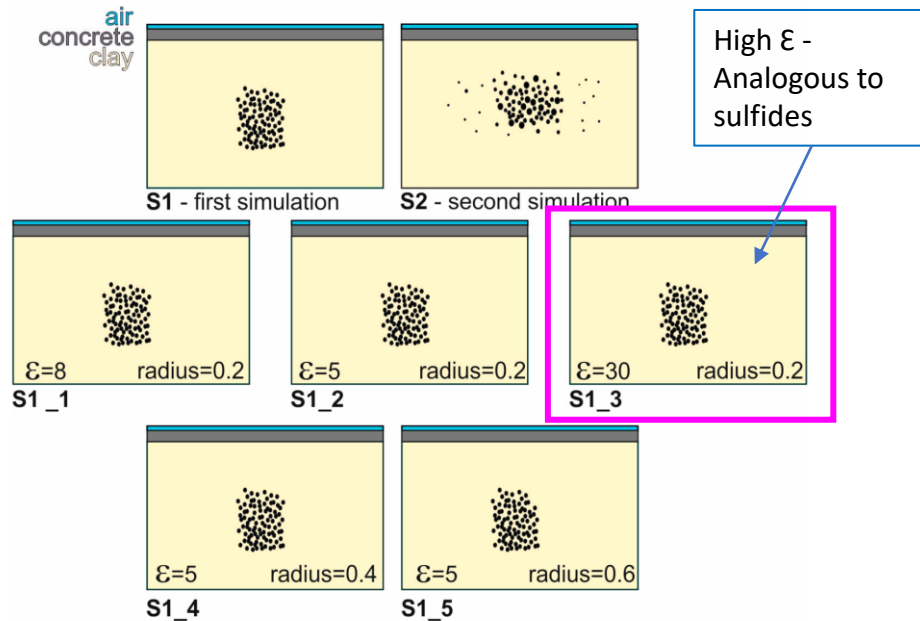 air
concrete
clay
High Ɛ -
Analogous to
sulfides
S1 - first simulation
S2 - second simulation
Ɛ=8 radius=0.2
S1 _1
Ɛ=5 radius=0.2
S1_2
Ɛ=30 radius=0.2
S1_3
Ɛ=5 radius=0.4
S1_4
Ɛ=5 radius=0.6
S1_5